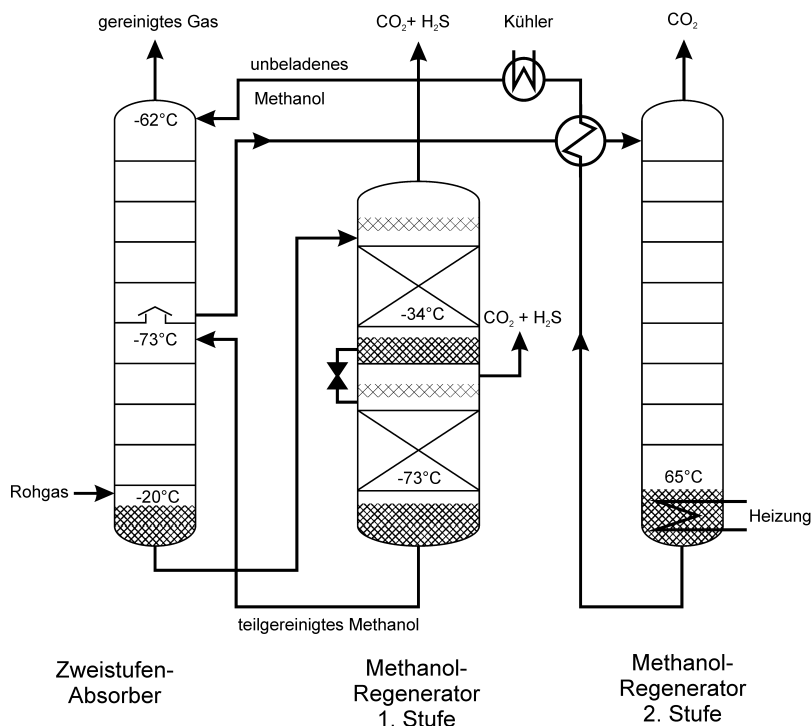 gereinigtes Gas
CO₂+ H₂S
Kühler
CO₂
unbeladenes
Methanol
-62°C
-34°C
CO₂ + H₂S
-73°C
-73°C
65°C
Rohgas
-20°C
Heizung
teilgereinigtes Methanol
Zweistufen-
Absorber
Methanol-
Regenerator
1. Stufe
Methanol-
Regenerator
2. Stufe